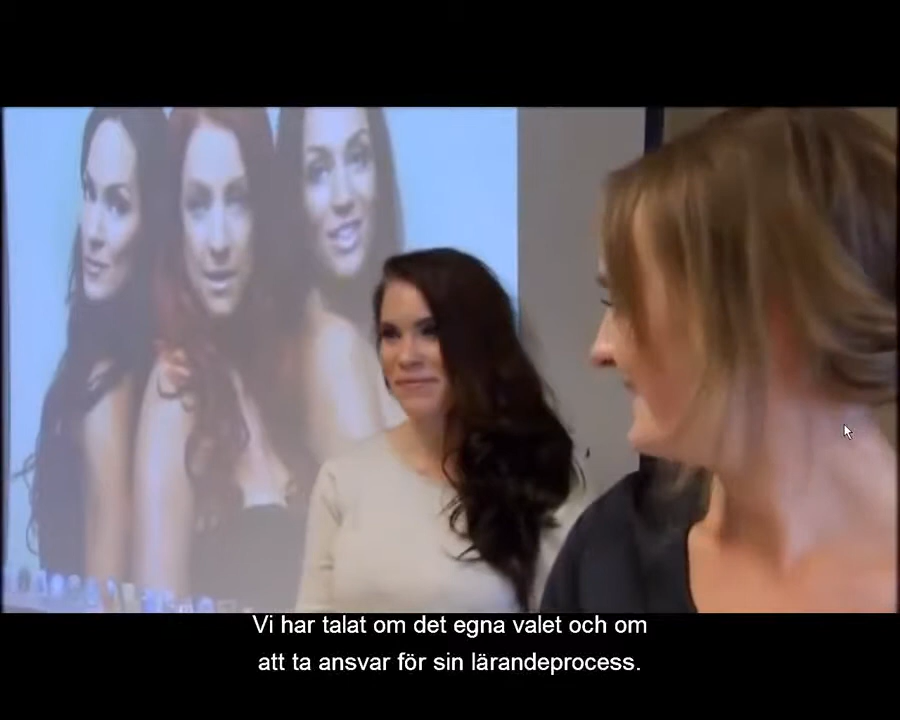 Vi har talat om det egna valet och om
att ta ansvar för sin lärandeprocess.